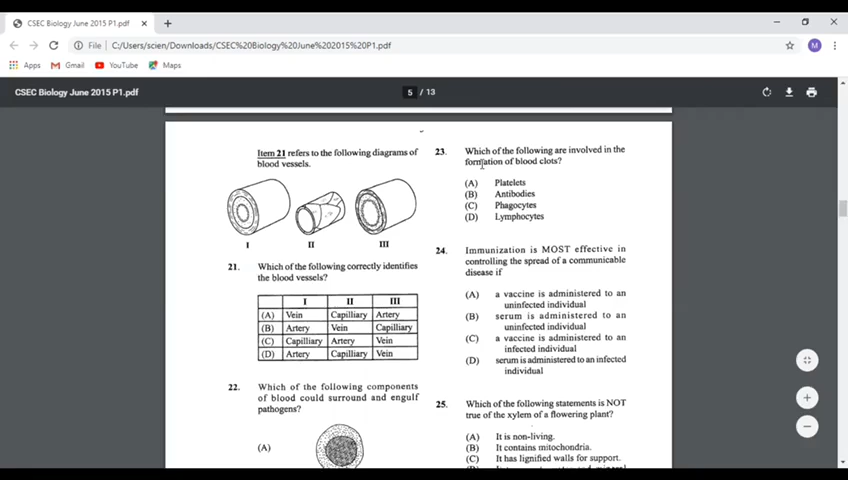 CSEC Biology June 2015 P1.pdf
File
C:/Users/scien/Downloads/CSEC%20Biology%20June%202015%20P1.pdf
M
Apps Gmail YouTube Maps
CSEC Biology June 2015 P1.pdf
5 / 13
Item 21 refers to the following diagrams of
blood vessels.
I II III
21. Which of the following correctly identifies
the blood vessels?
I II III
(A) Vein Capilliary Artery
(B) Artery Vein Capilliary
(C) Capilliary Artery Vein
(D) Artery Capilliary Vein
22. Which of the following components
of blood could surround and engulf
pathogens?
(A)
23. Which of the following are involved in the
formation of blood clots?
(A) Platelets
(B) Antibodies
(C) Phagocytes
(D) Lymphocytes
24. Immunization is MOST effective in
controlling the spread of a communicable
disease if
(A) a vaccine is administered to an
uninfected individual
(B) serum is administered to an
uninfected individual
(C) a vaccine is administered to an
infected individual
(D) serum is administered to an infected
individual
25. Which of the following statements is NOT
true of the xylem of a flowering plant?
(A) It is non-living.
(B) It contains mitochondria.
(C) It has lignified walls for support.